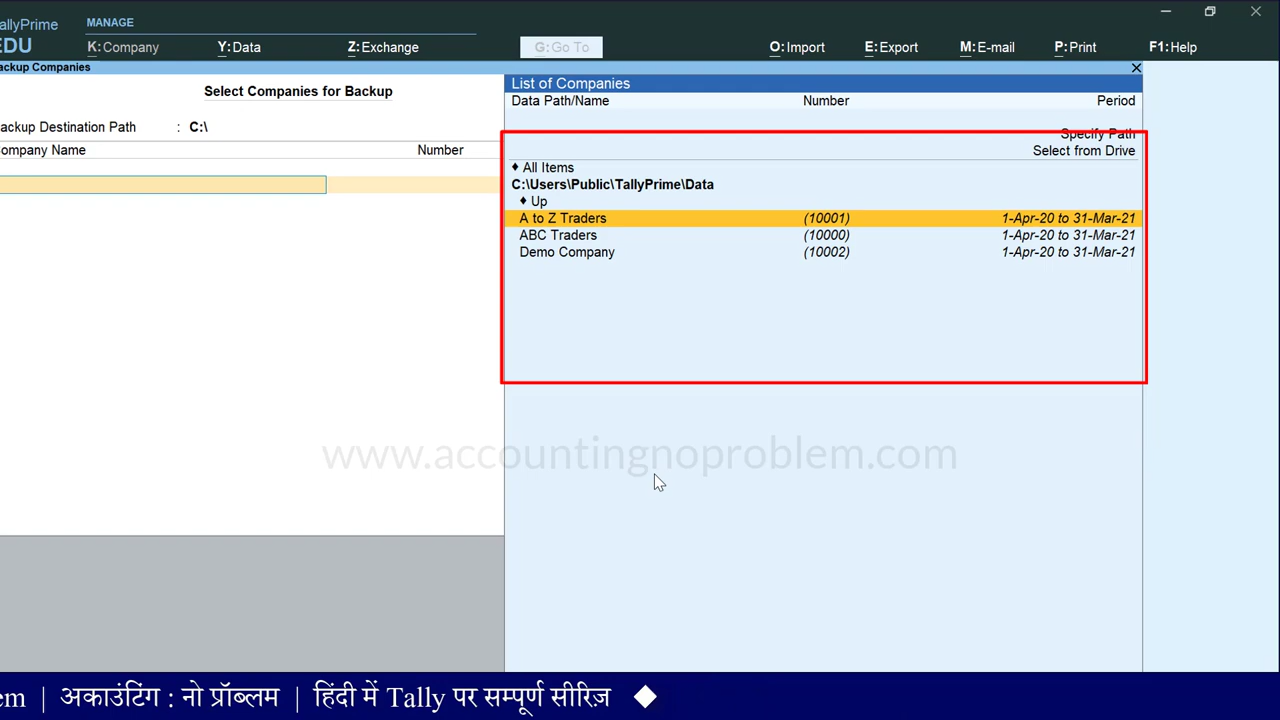 allyPrime
MANAGE
EDU
K:Company
Y:Data
Z:Exchange
G:Go To
O:Import
E:Export
M:E-mail
P:Print
F1:Help
ackup Companies
Select Companies for Backup
ackup Destination Path : C:\
ompany Name Number
List of Companies
Data Path/Name Number Period
Specify Path
Select from Drive
♦ All Items
C:\Users\Public\TallyPrime\Data
♦ Up
A to Z Traders (10001) 1-Apr-20 to 31-Mar-21
ABC Traders (10000) 1-Apr-20 to 31-Mar-21
Demo Company (10002) 1-Apr-20 to 31-Mar-21
www.accountingnoproblem.com
em | अकाउंटिंग : नो प्रॉब्लम | हिंदी में Tally पर सम्पूर्ण सीरिज़ ◆